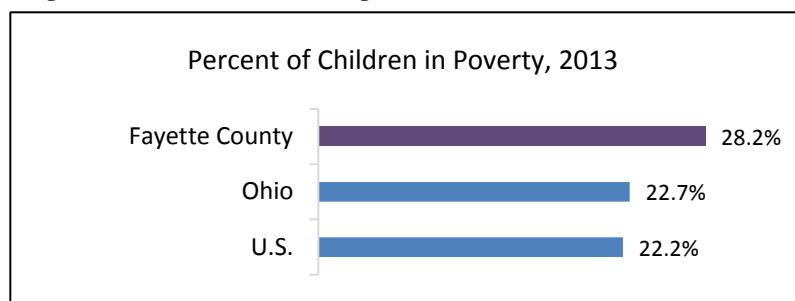 Percent of Children in Poverty, 2013
Fayette County 28.2%
Ohio 22.7%
U.S. 22.2%